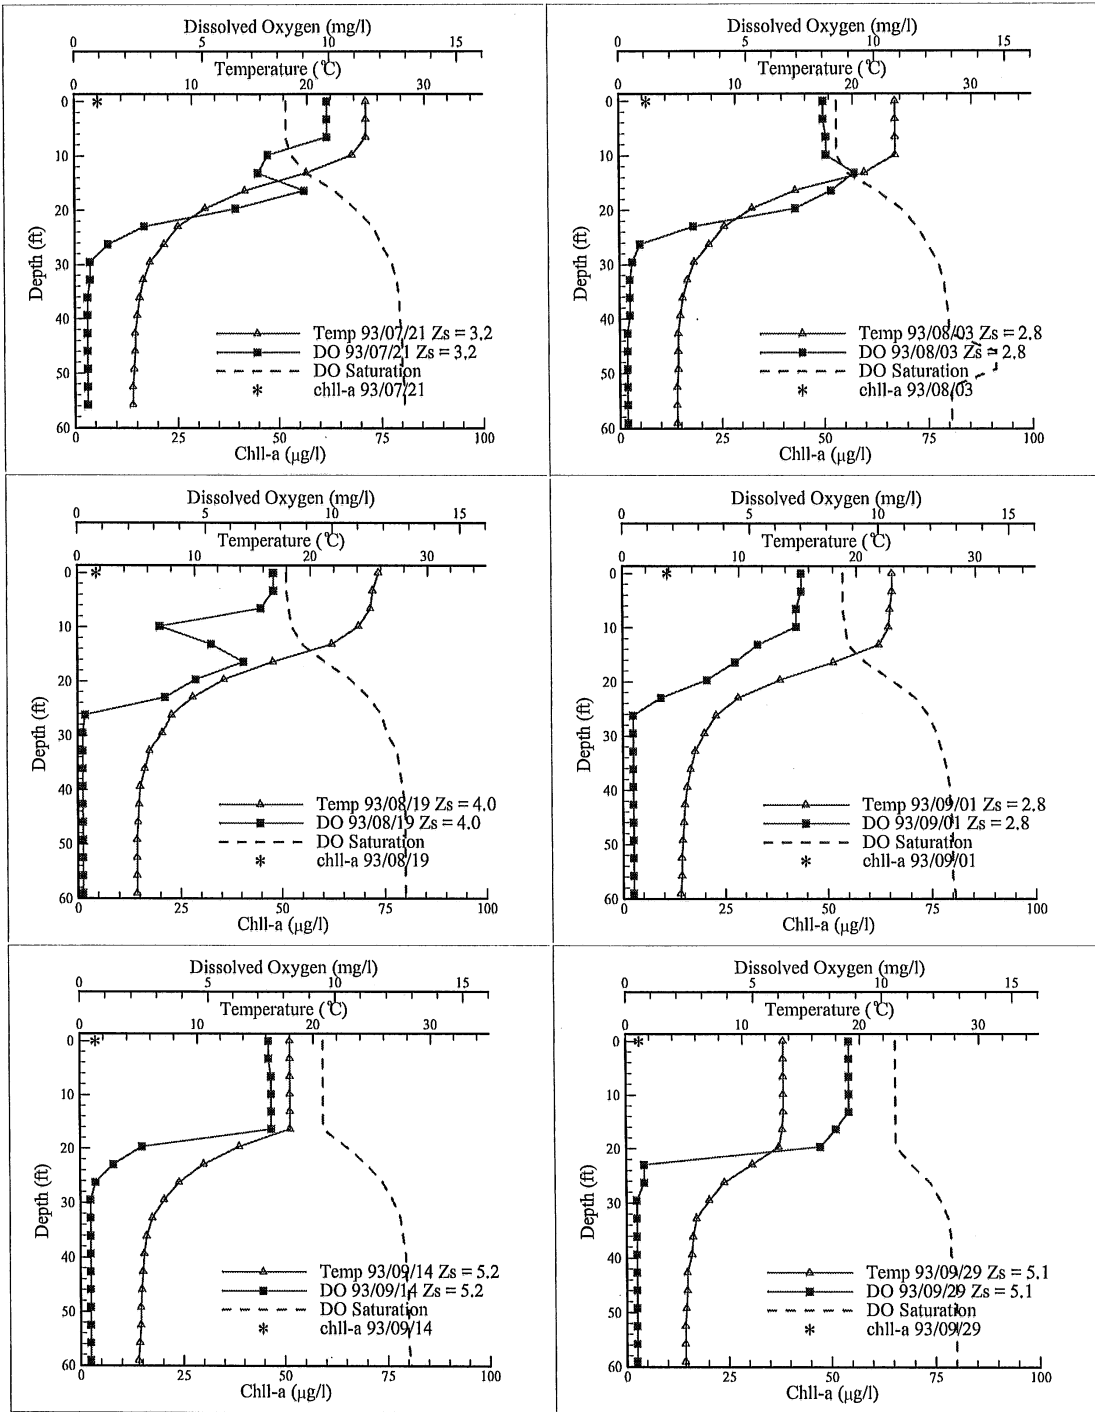 Dissolved Oxygen (mg/l)
0 5 10 15
Temperature (°C)
0 10 20 30
0
10
20
30
40
50
60
Depth (ft)
Temp 93/07/21 Zs = 3.2
DO 93/07/21 Zs = 3.2
DO Saturation
* chll-a 93/07/21
0 25 50 75 100
Chll-a (µg/l)
Dissolved Oxygen (mg/l)
0 5 10 15
Temperature (°C)
0 10 20 30
0
10
20
30
40
50
60
Depth (ft)
Temp 93/08/03 Zs = 2.8
DO 93/08/03 Zs = 2.8
DO Saturation
* chll-a 93/08/03
0 25 50 75 100
Chll-a (µg/l)
Dissolved Oxygen (mg/l)
0 5 10 15
Temperature (°C)
0 10 20 30
0
10
20
30
40
50
60
Depth (ft)
Temp 93/08/19 Zs = 4.0
DO 93/08/19 Zs = 4.0
DO Saturation
* chll-a 93/08/19
0 25 50 75 100
Chll-a (µg/l)
Dissolved Oxygen (mg/l)
0 5 10 15
Temperature (°C)
0 10 20 30
0
10
20
30
40
50
60
Depth (ft)
Temp 93/09/01 Zs = 2.8
DO 93/09/01 Zs = 2.8
DO Saturation
* chll-a 93/09/01
0 25 50 75 100
Chll-a (µg/l)
Dissolved Oxygen (mg/l)
0 5 10 15
Temperature (°C)
0 10 20 30
0
10
20
30
40
50
60
Depth (ft)
Temp 93/09/14 Zs = 5.2
DO 93/09/14 Zs = 5.2
DO Saturation
* chll-a 93/09/14
0 25 50 75 100
Chll-a (µg/l)
Dissolved Oxygen (mg/l)
0 5 10 15
Temperature (°C)
0 10 20 30
0
10
20
30
40
50
60
Depth (ft)
Temp 93/09/29 Zs = 5.1
DO 93/09/29 Zs = 5.1
DO Saturation
* chll-a 93/09/29
0 25 50 75 100
Chll-a (µg/l)